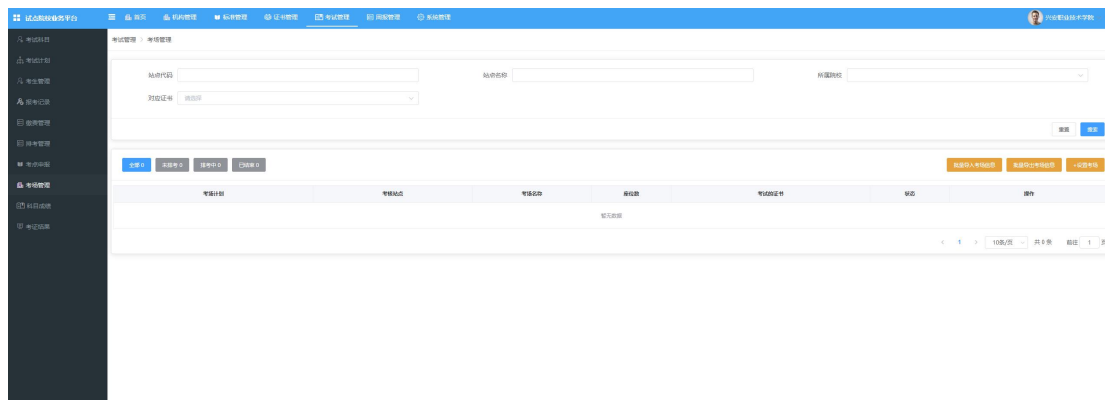 试点院校业务平台 首页 机构管理 标准管理 证书管理 考试管理 间报管理 系统管理 兴安职业技术学院
考试科目
考试管理 / 考场管理
考试计划
站点代码 站点名称 所属院校
考生管理
对应证书 请选择
报考记录
缴费管理
重置 搜索
排考管理
考点申报
全部 0 未排考 0 排考中 0 已结束 0 批量导入考场信息 批量导出考场信息 +设置考场
考场管理
考场计划 考核站点 考场名称 座位数 考试的证书 状态 操作
科目成绩
暂无数据
考证结果
< 1 > 10条/页 共 0 条 前往 1 页